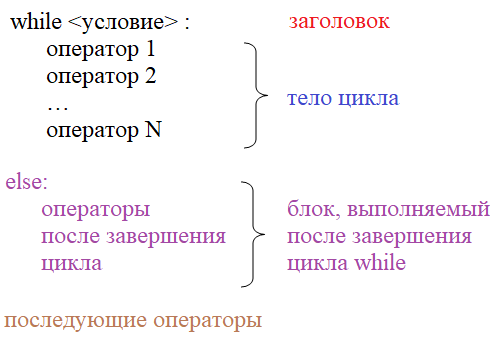 while <условие> : заголовок
оператор 1
оператор 2
…
оператор N
тело цикла
else:
операторы
после завершения
цикла
блок, выполняемый
после завершения
цикла while
последующие операторы